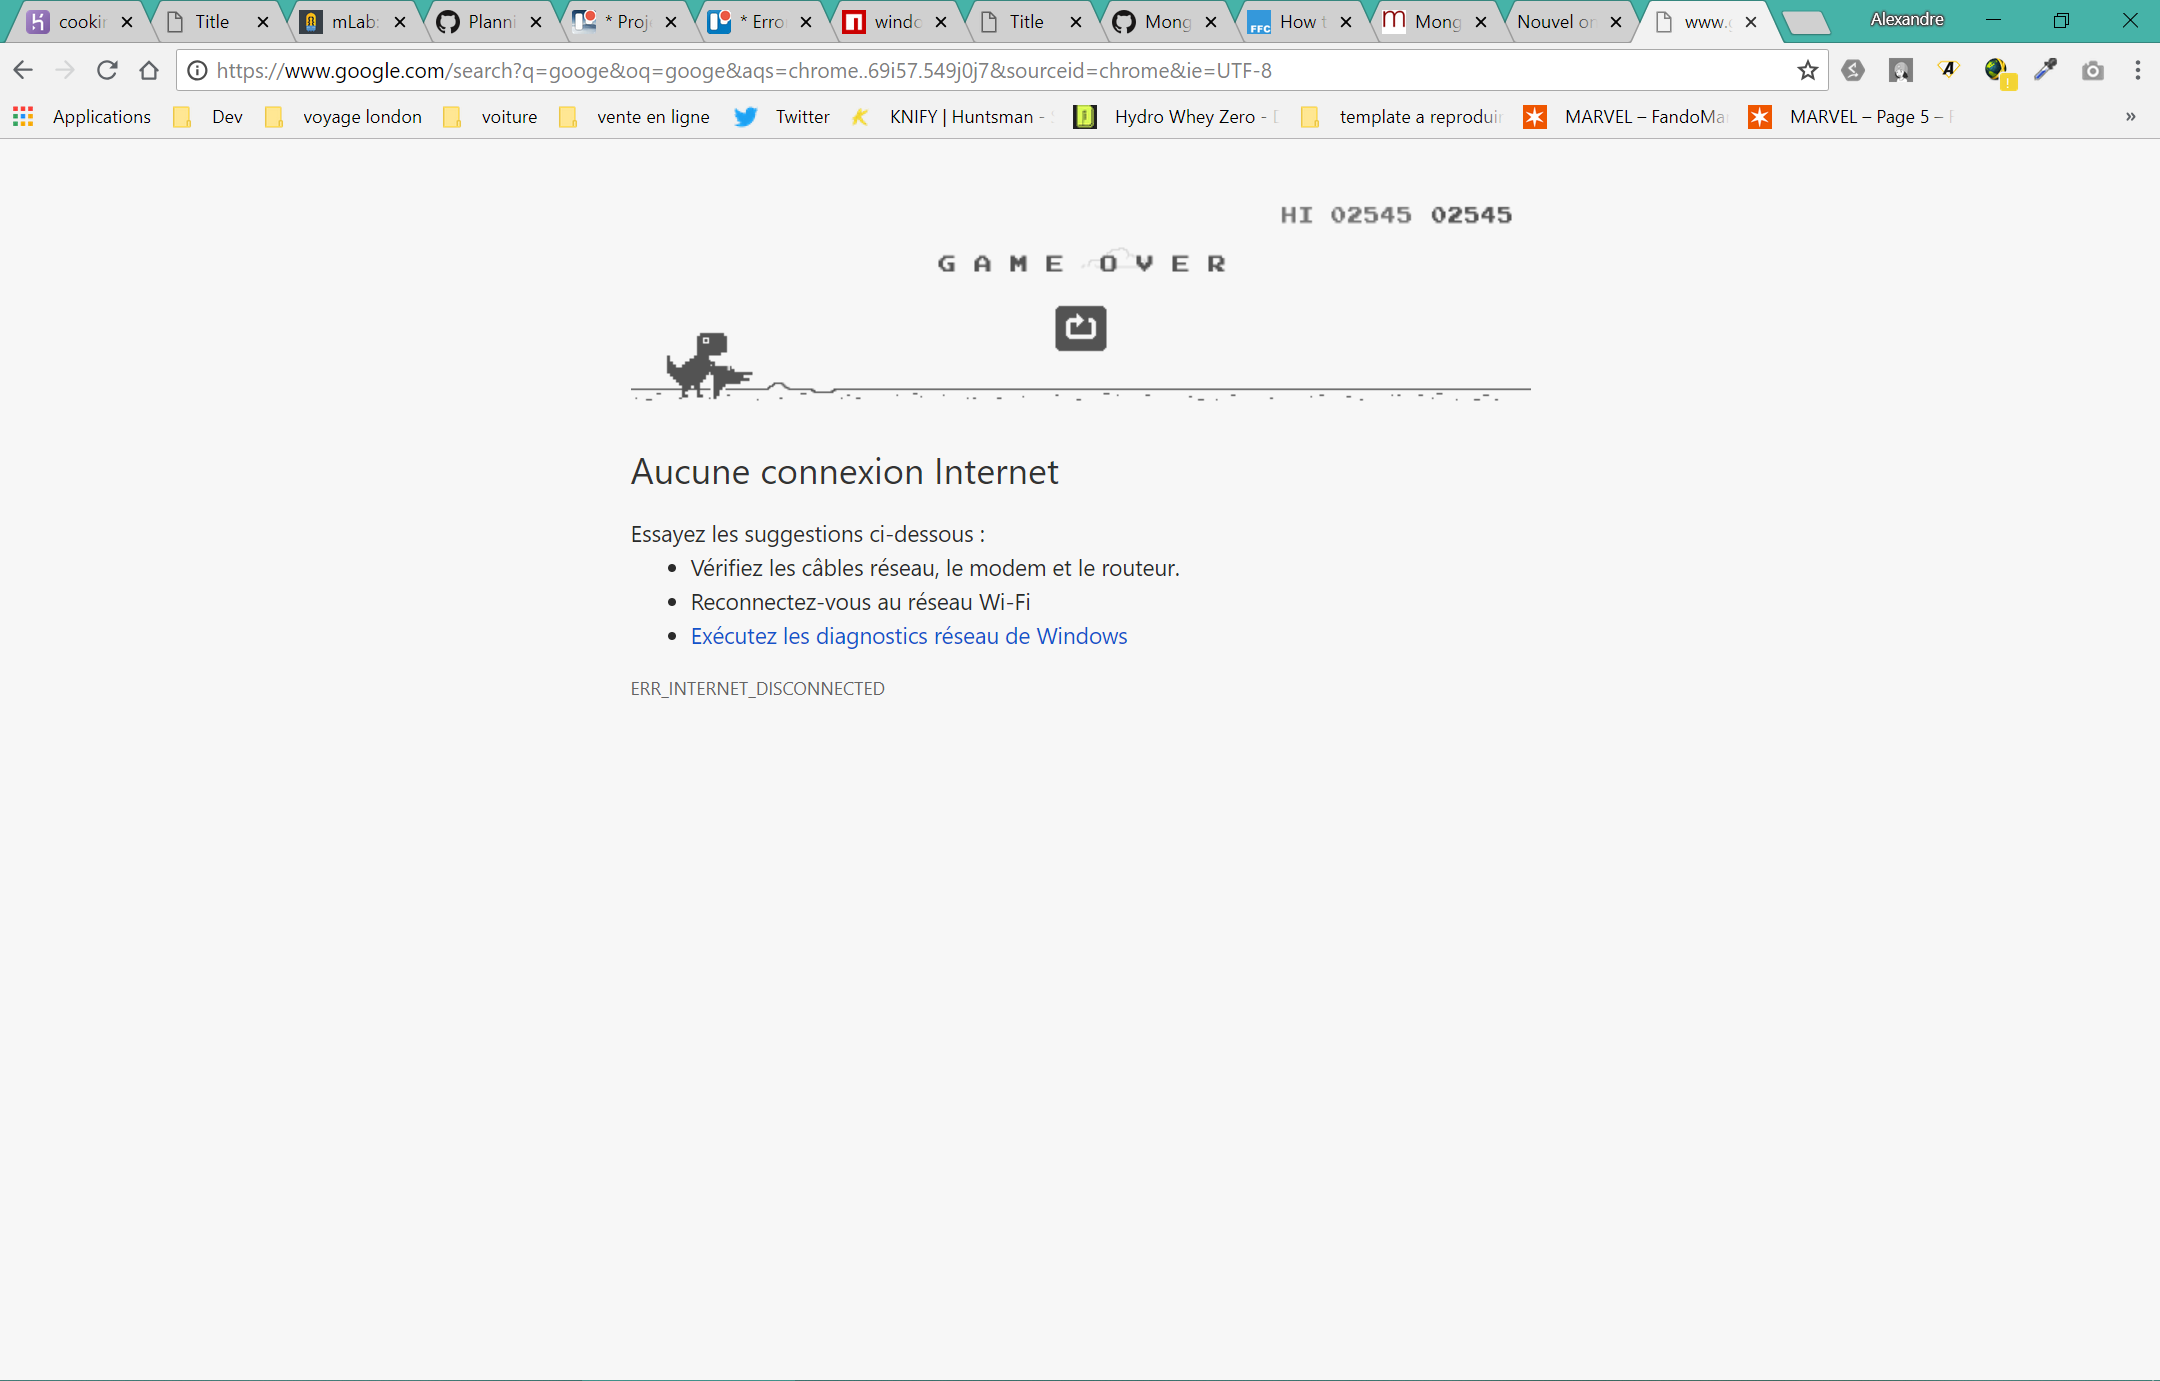 cookin Title mLab: Planni * Proj * Erro windo Title Mong How t Mong Nouvel on www.g Alexandre
https://www.google.com/search?q=googe&oq=googe&aqs=chrome..69i57.549j0j7&sourceid=chrome&ie=UTF-8
Applications Dev voyage london voiture vente en ligne Twitter KNIFY | Huntsman - Hydro Whey Zero - template a reproduir MARVEL – FandoMar MARVEL – Page 5 – F
HI 02545 02545
GAME OVER
Aucune connexion Internet
Essayez les suggestions ci-dessous :
• Vérifiez les câbles réseau, le modem et le routeur.
• Reconnectez-vous au réseau Wi-Fi
• Exécutez les diagnostics réseau de Windows
ERR_INTERNET_DISCONNECTED